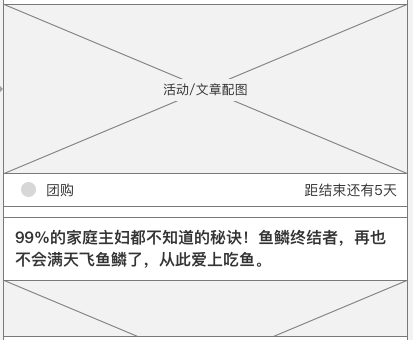 活动/文章配图
团购 距结束还有5天
99%的家庭主妇都不知道的秘诀！鱼鳞终结者，再也
不会满天飞鱼鳞了，从此爱上吃鱼。